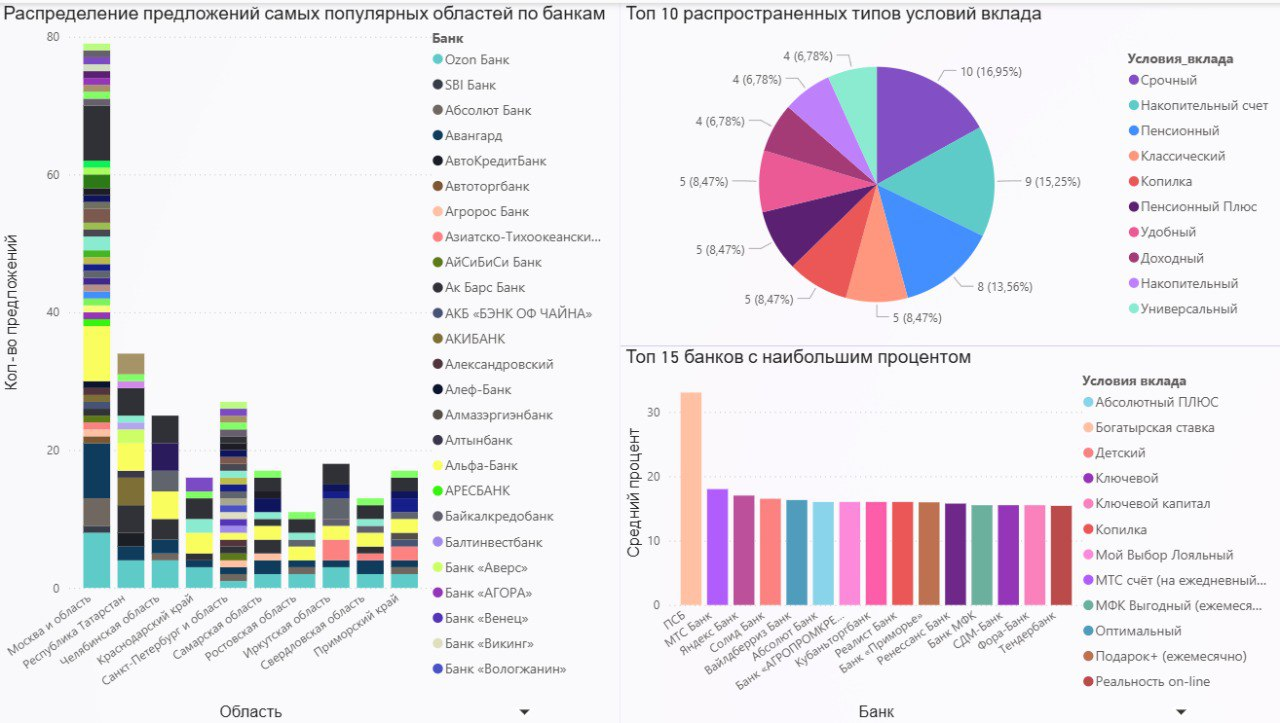 Распределение предложений самых популярных областей по банкам
Кол-во предложений
80
60
40
20
0
Москва и область
Республика Татарстан
Челябинская область
Краснодарский край
Санкт-Петербург и область
Самарская область
Ростовская область
Иркутская область
Свердловская область
Приморский край
Область
Банк
Ozon Банк
SBI Банк
Абсолют Банк
Авангард
АвтоКредитБанк
Автоторгбанк
Агророс Банк
Азиатско-Тихоокеански...
АйСиБиСи Банк
Ак Барс Банк
АКБ «БЭНК ОФ ЧАЙНА»
АКИБАНК
Александровский
Алеф-Банк
Алмазэргиэнбанк
Алтынбанк
Альфа-Банк
АРЕСБАНК
Байкалкредобанк
Балтинвестбанк
Банк «Аверс»
Банк «АГОРА»
Банк «Венец»
Банк «Викинг»
Банк «Вологжанин»
Топ 10 распространенных типов условий вклада
10 (16,95%)
9 (15,25%)
8 (13,56%)
5 (8,47%)
5 (8,47%)
5 (8,47%)
5 (8,47%)
4 (6,78%)
4 (6,78%)
4 (6,78%)
Условия_вклада
Срочный
Накопительный счет
Пенсионный
Классический
Копилка
Пенсионный Плюс
Удобный
Доходный
Накопительный
Универсальный
Топ 15 банков с наибольшим процентом
Средний процент
30
20
10
0
ПСБ
МТС Банк
Яндекс Банк
Солид Банк
Вайлдберриз Банк
Абсолют Банк
Банк «АГРОПРОМКРЕ...
Кубаньторгбанк
Реалист Банк
Банк «Приморье»
Ренессанс Банк
Банк МФК
СДМ-Банк
Фора-Банк
Тендербанк
Банк
Условия вклада
Абсолютный ПЛЮС
Богатырская ставка
Детский
Ключевой
Ключевой капитал
Копилка
Мой Выбор Лояльный
МТС счёт (на ежедневный...
МФК Выгодный (ежемеся...
Оптимальный
Подарок+ (ежемесячно)
Реальность on-line